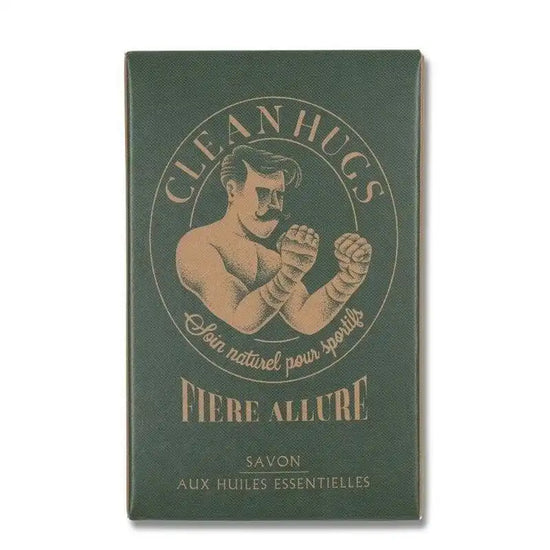 CLEAN HUGS
Soin naturel pour sportifs
FIÈRE ALLURE
SAVON
AUX HUILES ESSENTIELLES